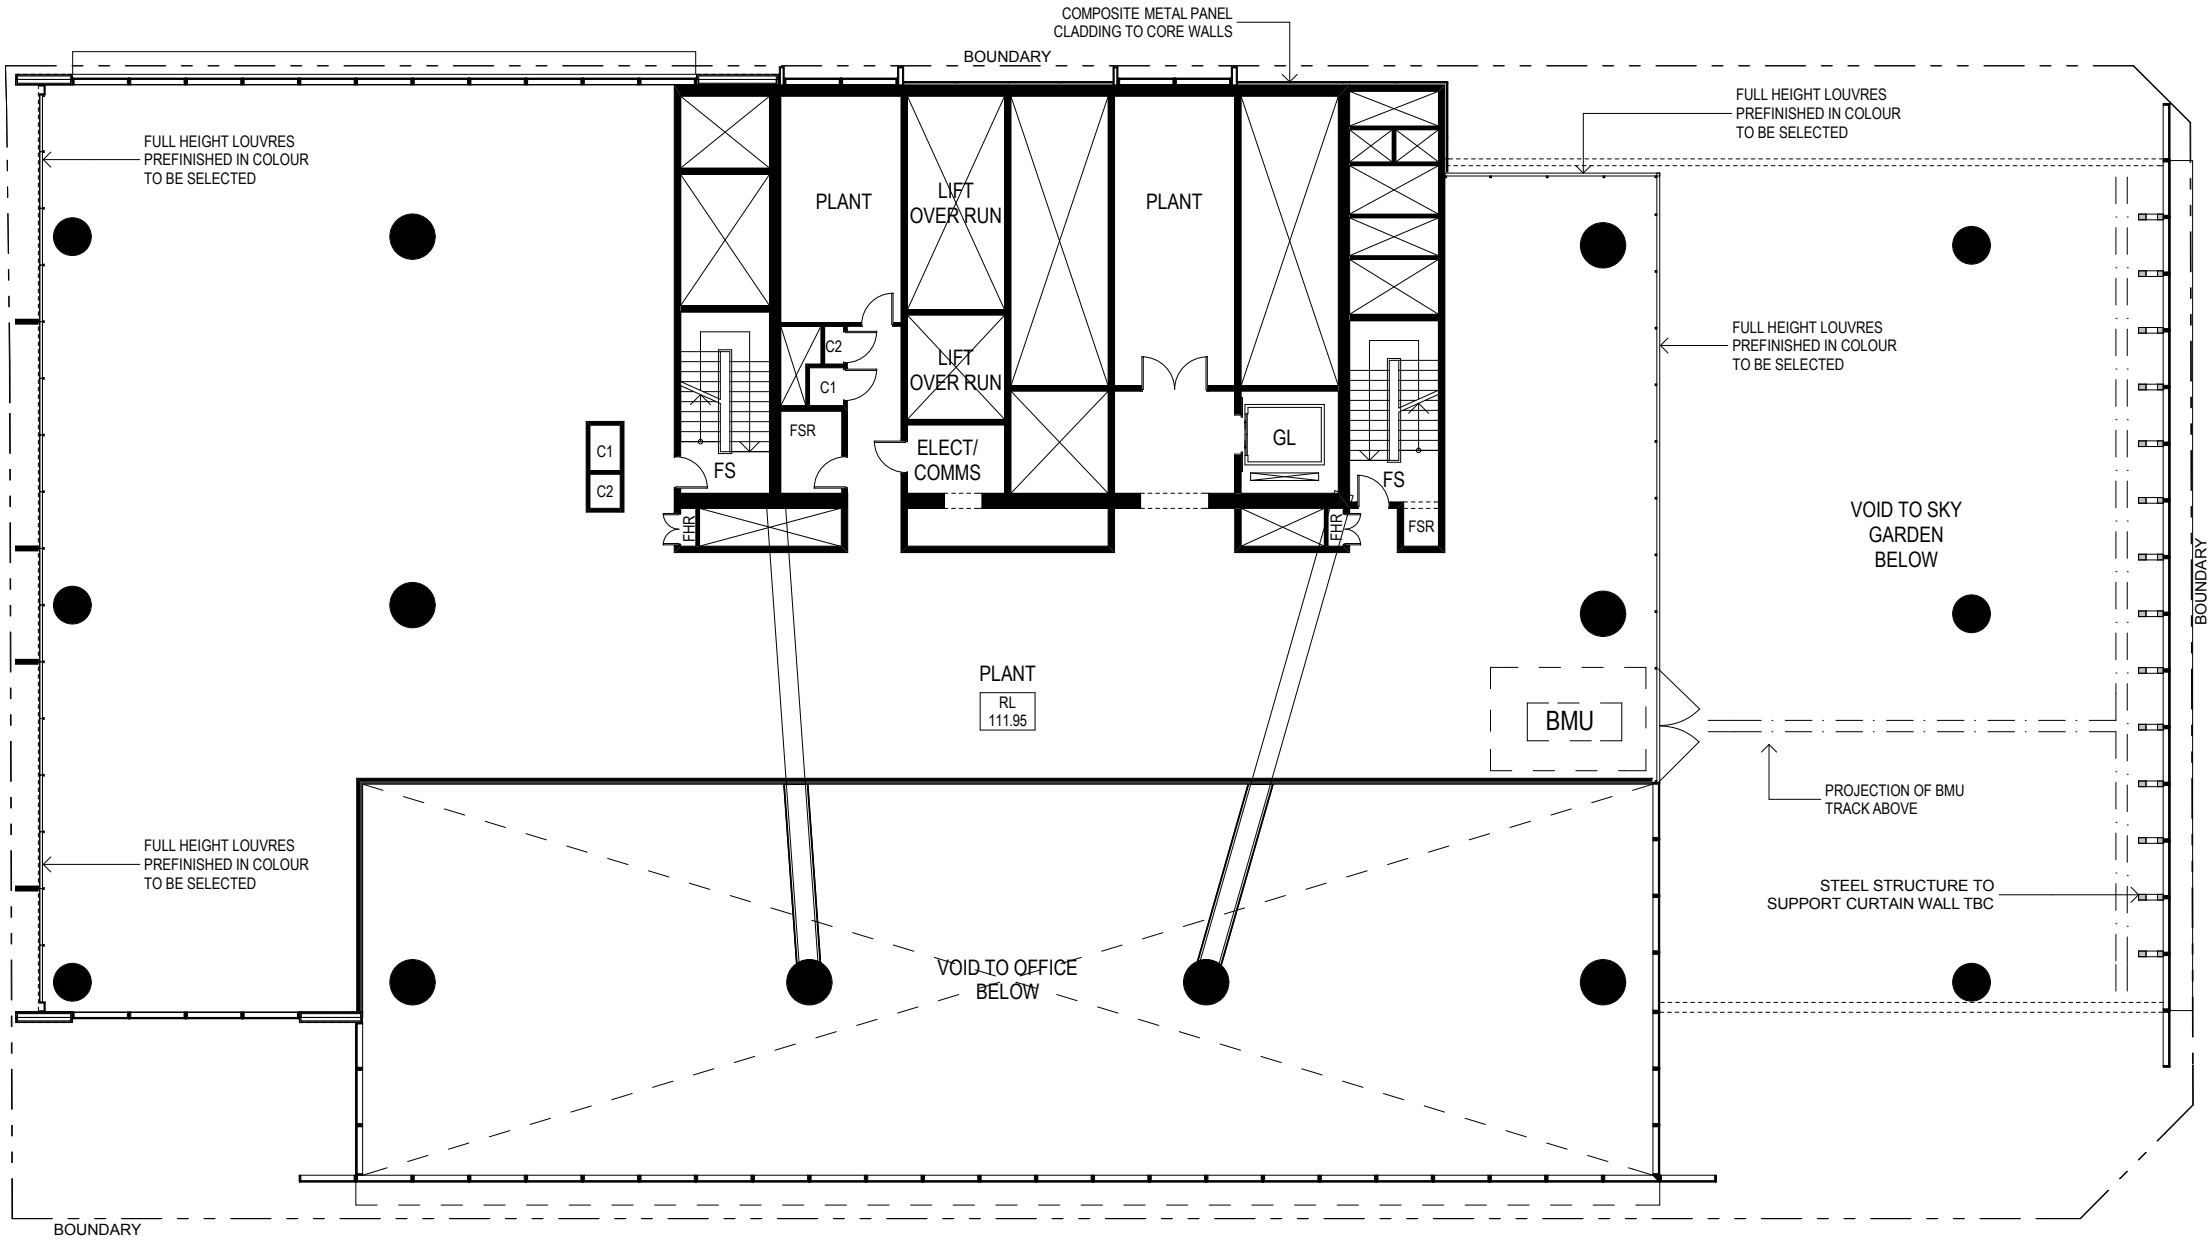 COMPOSITE METAL PANEL
CLADDING TO CORE WALLS
BOUNDARY
FULL HEIGHT LOUVRES
PREFINISHED IN COLOUR
TO BE SELECTED
FULL HEIGHT LOUVRES
PREFINISHED IN COLOUR
TO BE SELECTED
PLANT
LIFT
OVER RUN
PLANT
FULL HEIGHT LOUVRES
PREFINISHED IN COLOUR
TO BE SELECTED
C2
C1
LIFT
OVER RUN
FSR
ELECT/
COMMS
GL
C1
C2
FS
FS
FHR
FHR
FSR
VOID TO SKY
GARDEN
BELOW
BOUNDARY
PLANT
RL
111.95
BMU
PROJECTION OF BMU
TRACK ABOVE
FULL HEIGHT LOUVRES
PREFINISHED IN COLOUR
TO BE SELECTED
STEEL STRUCTURE TO
SUPPORT CURTAIN WALL TBC
VOID TO OFFICE
BELOW
BOUNDARY